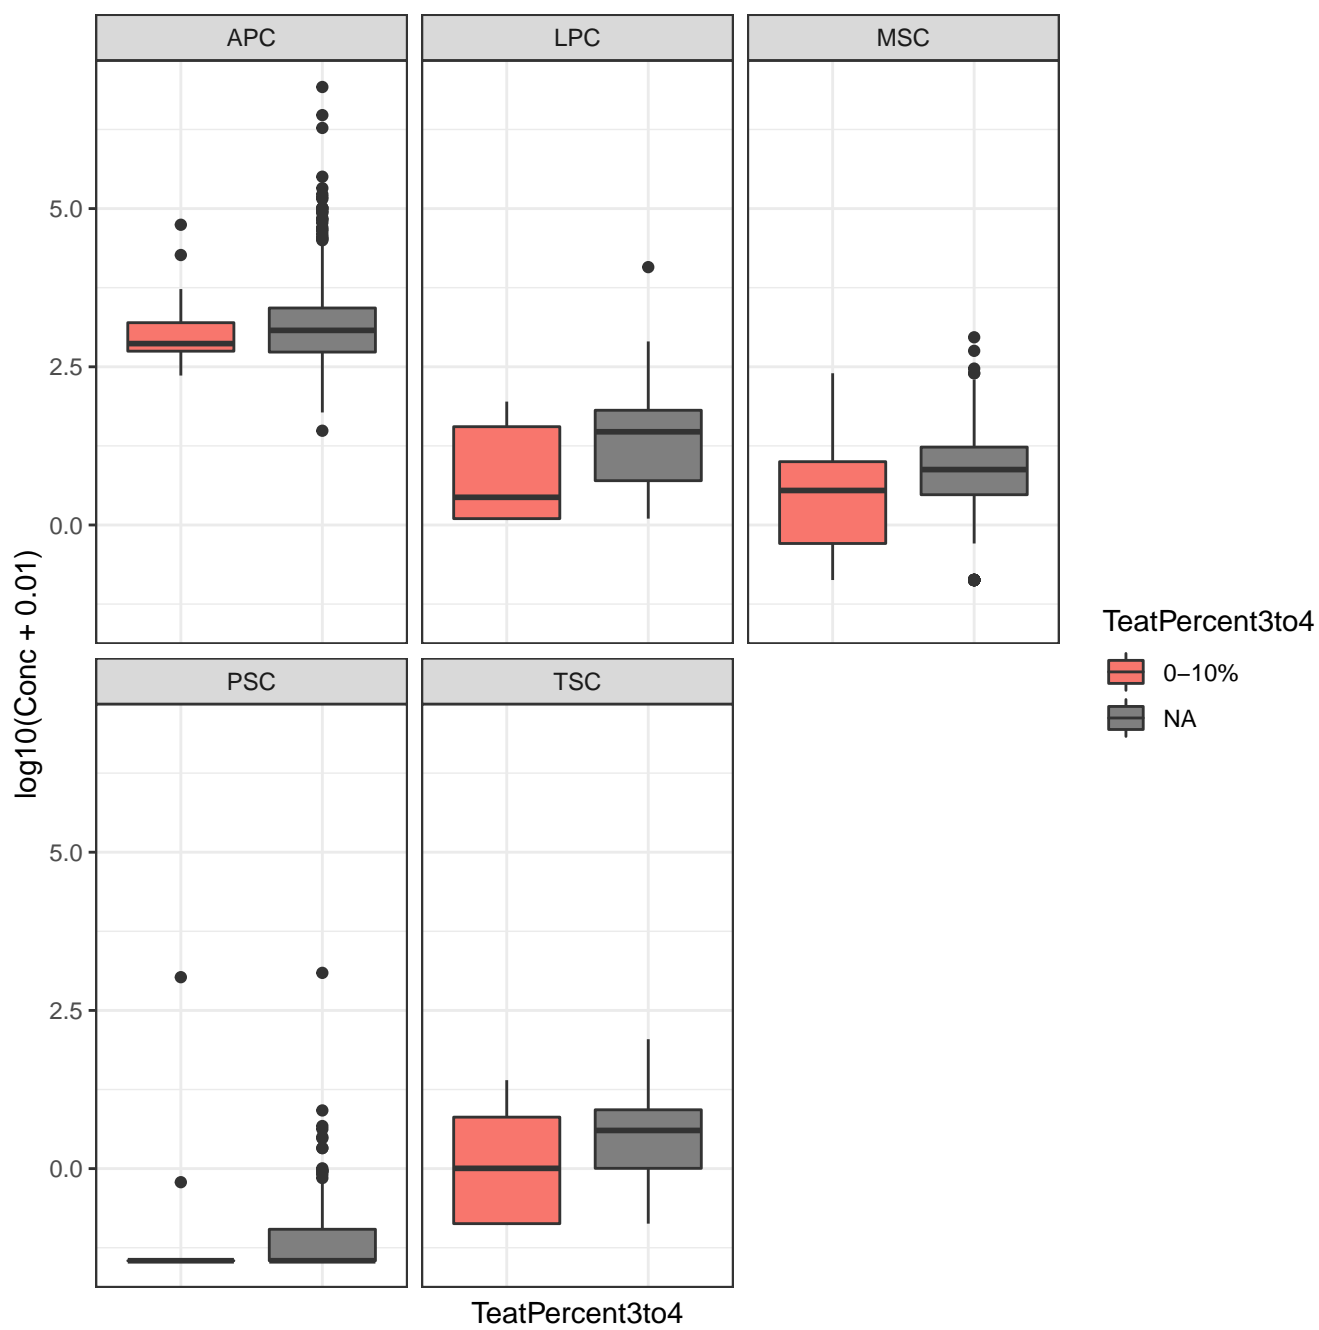 APC
LPC
MSC
5.0
2.5
0.0
PSC
TSC
5.0
2.5
0.0
log10(Conc + 0.01)
TeatPercent3to4
TeatPercent3to4
0−10%
NA